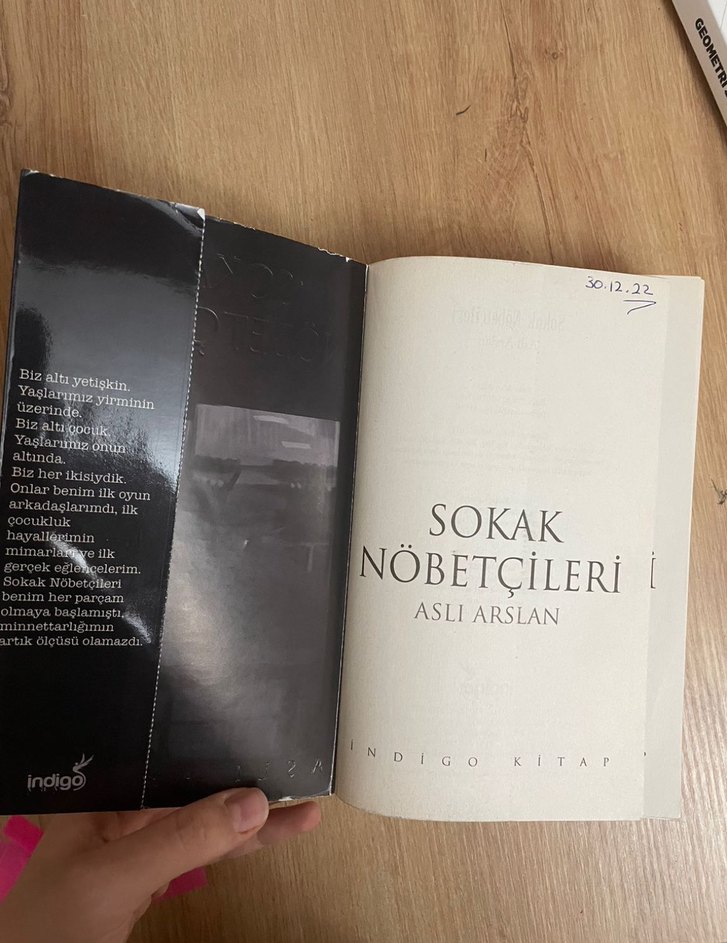 GEOMETRİ
Biz altı yetişkin.
Yaşlarımız yirminin
üzerinde.
Biz altı çocuk.
Yaşlarımız onun
altında.
Biz her ikisiydik.
Onlar benim ilk oyun
arkadaşlarımdı, ilk
çocukluk
hayallerimin
mimarları ve ilk
gerçek eğlencelerim.
Sokak Nöbetçileri
benim her parçam
olmaya başlamıştı,
minnettarlığımın
artık ölçüsü olamazdı.
indigo
30.12.22
SOKAK
NÖBETÇİLERİ
ASLI ARSLAN
İNDİGO KİTAP